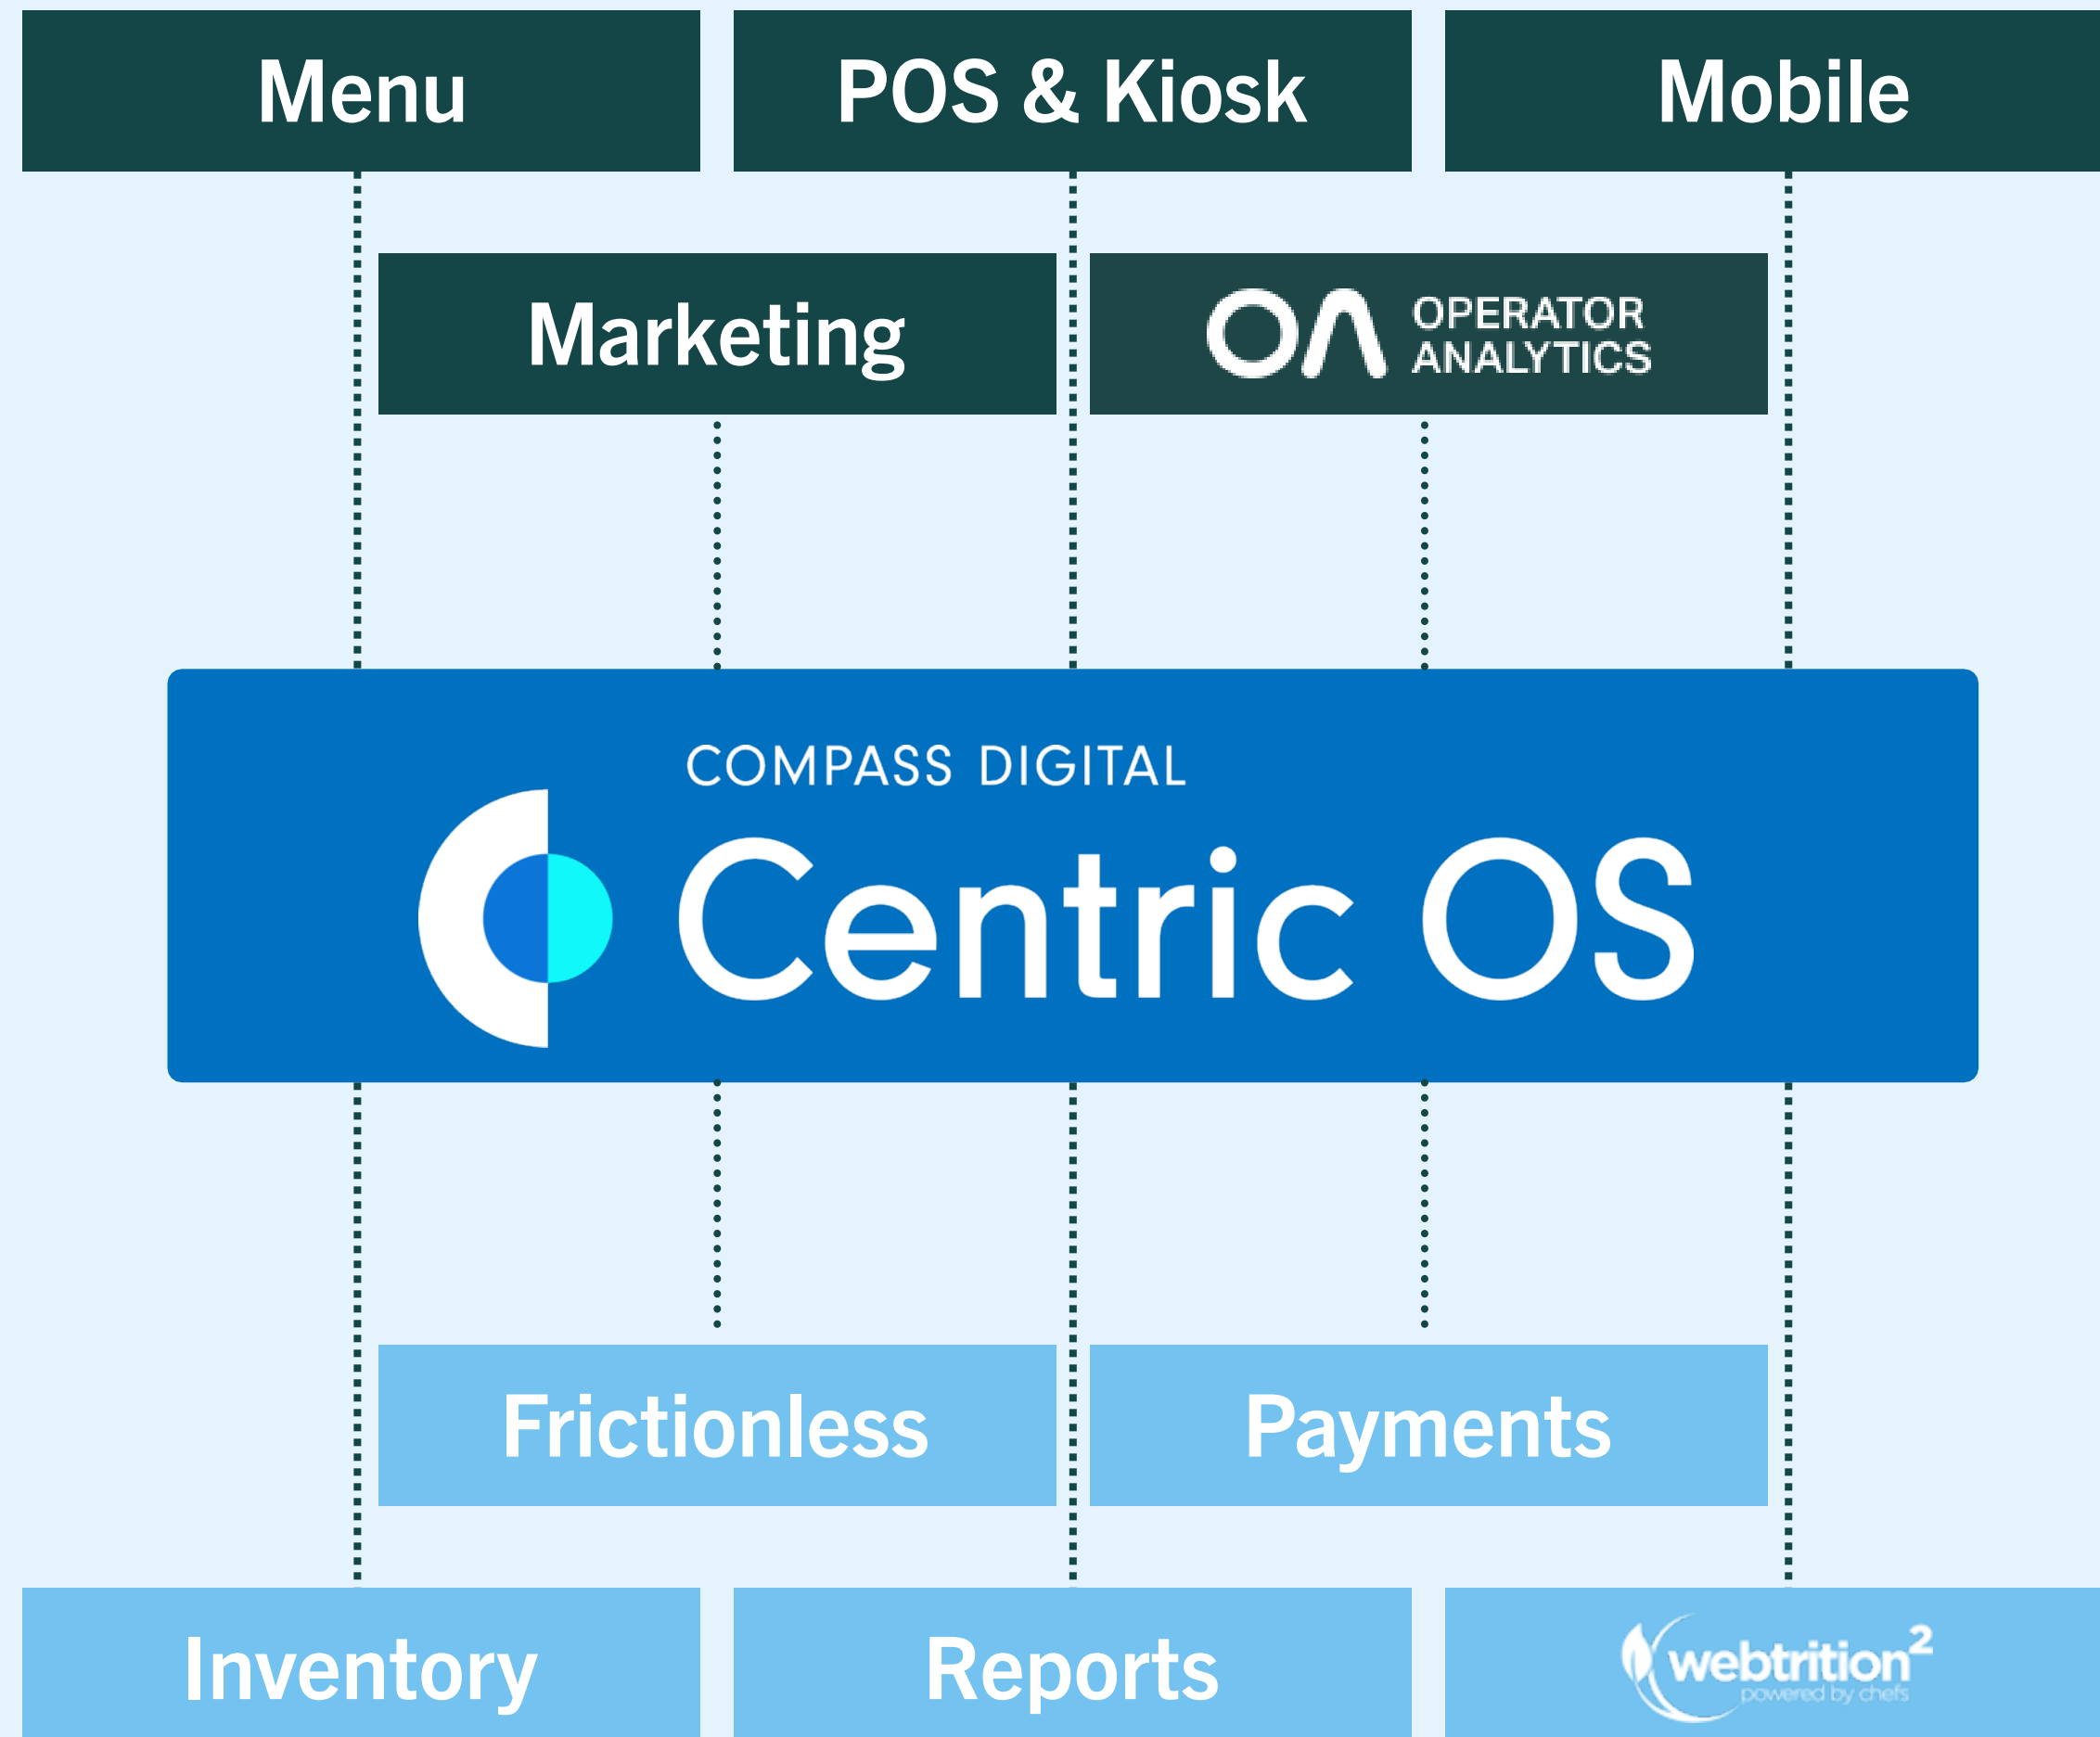 Menu
POS & Kiosk
Mobile
Marketing
OA OPERATOR
ANALYTICS
COMPASS DIGITAL
Centric OS
Frictionless
Payments
Inventory
Reports
webtrition²
powered by chefs